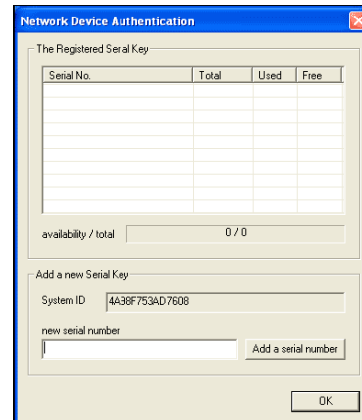 Network Device Authentication
The Registered Seral Key
Serial No. Total Used Free
availability / total 0 / 0
Add a new Serial Key
System ID 4A38F753AD7608
new serial number
Add a serial number
OK